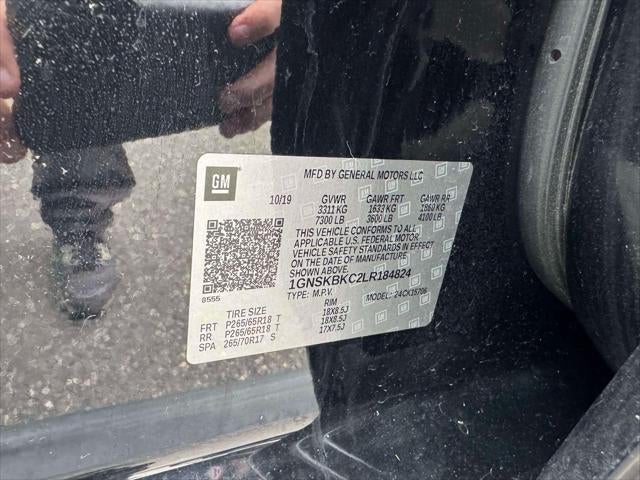 GM
MFD BY GENERAL MOTORS LLC
10/19 GVWR GAWR FRT GAWR RR
3311 KG 1633 KG 1860 KG
7300 LB 3600 LB 4100 LB
THIS VEHICLE CONFORMS TO ALL
APPLICABLE U.S. FEDERAL MOTOR
VEHICLE SAFETY STANDARDS IN EFFECT
ON THE DATE OF MANUFACTURE SHOWN ABOVE.
1GNSKBKC2LR184824
8555 TYPE: M.P.V. MODEL: 24CK15706
TIRE SIZE RIM
FRT P265/65R18 T 18X8.5J
RR P265/65R18 T 18X8.5J
SPA 265/70R17 S 17X7.5J